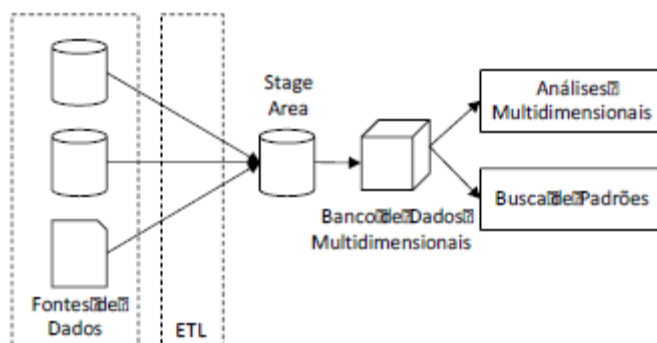 Stage
Area
Análises
Multidimensionais
Busca de Padrões
Banco de Dados
Multidimensionais
Fontes de
Dados
ETL